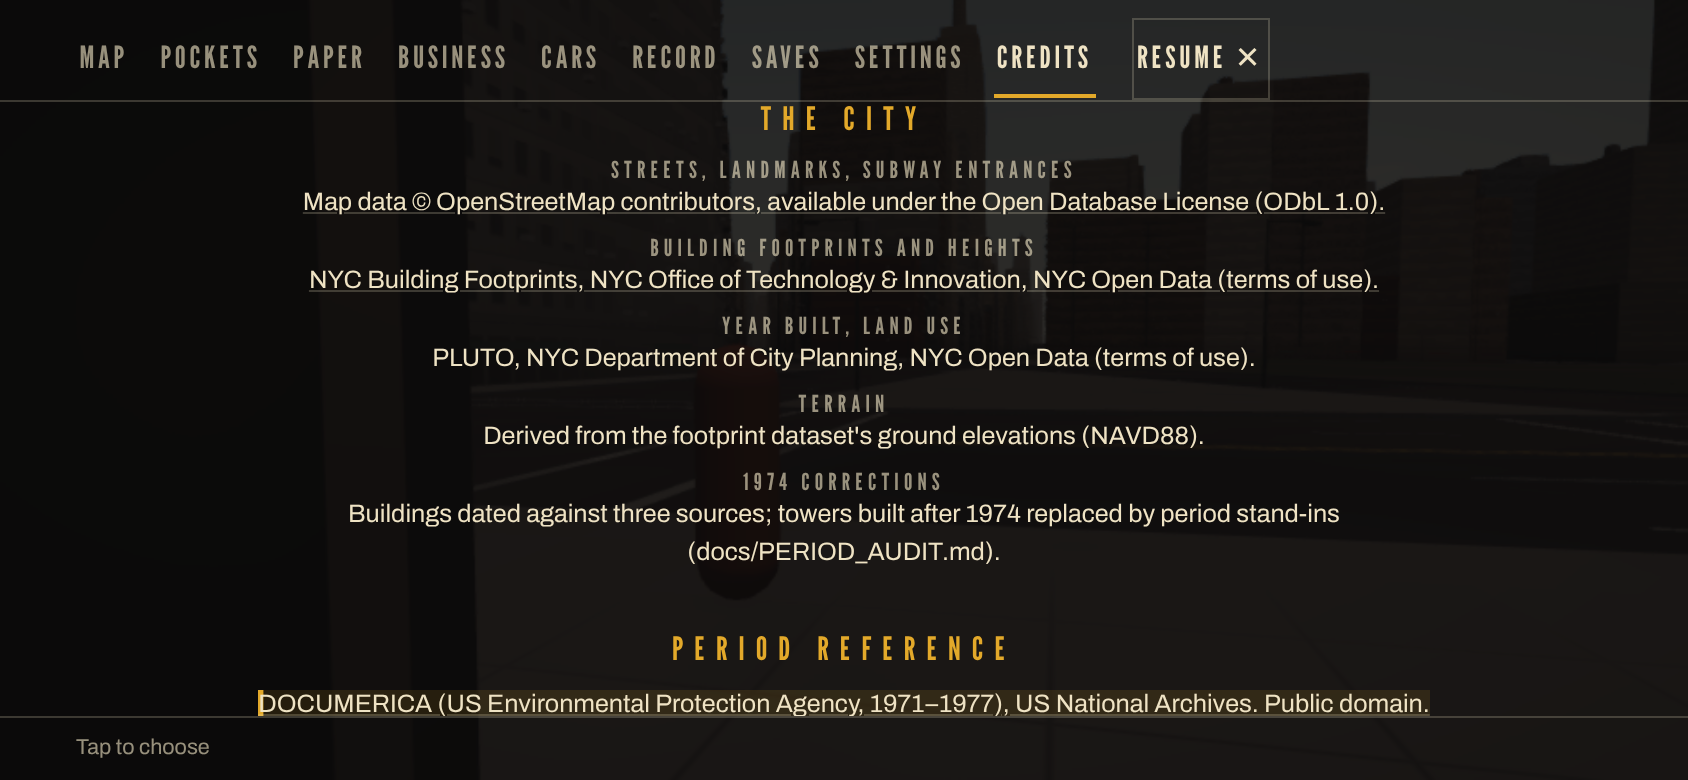 MAP POCKETS PAPER BUSINESS CARS RECORD SAVES SETTINGS CREDITS RESUME ✕
THE CITY
STREETS, LANDMARKS, SUBWAY ENTRANCES
Map data © OpenStreetMap contributors, available under the Open Database License (ODbL 1.0).
BUILDING FOOTPRINTS AND HEIGHTS
NYC Building Footprints, NYC Office of Technology & Innovation, NYC Open Data (terms of use).
YEAR BUILT, LAND USE
PLUTO, NYC Department of City Planning, NYC Open Data (terms of use).
TERRAIN
Derived from the footprint dataset's ground elevations (NAVD88).
1974 CORRECTIONS
Buildings dated against three sources; towers built after 1974 replaced by period stand-ins
(docs/PERIOD_AUDIT.md).
PERIOD REFERENCE
DOCUMERICA (US Environmental Protection Agency, 1971–1977), US National Archives. Public domain.
Tap to choose